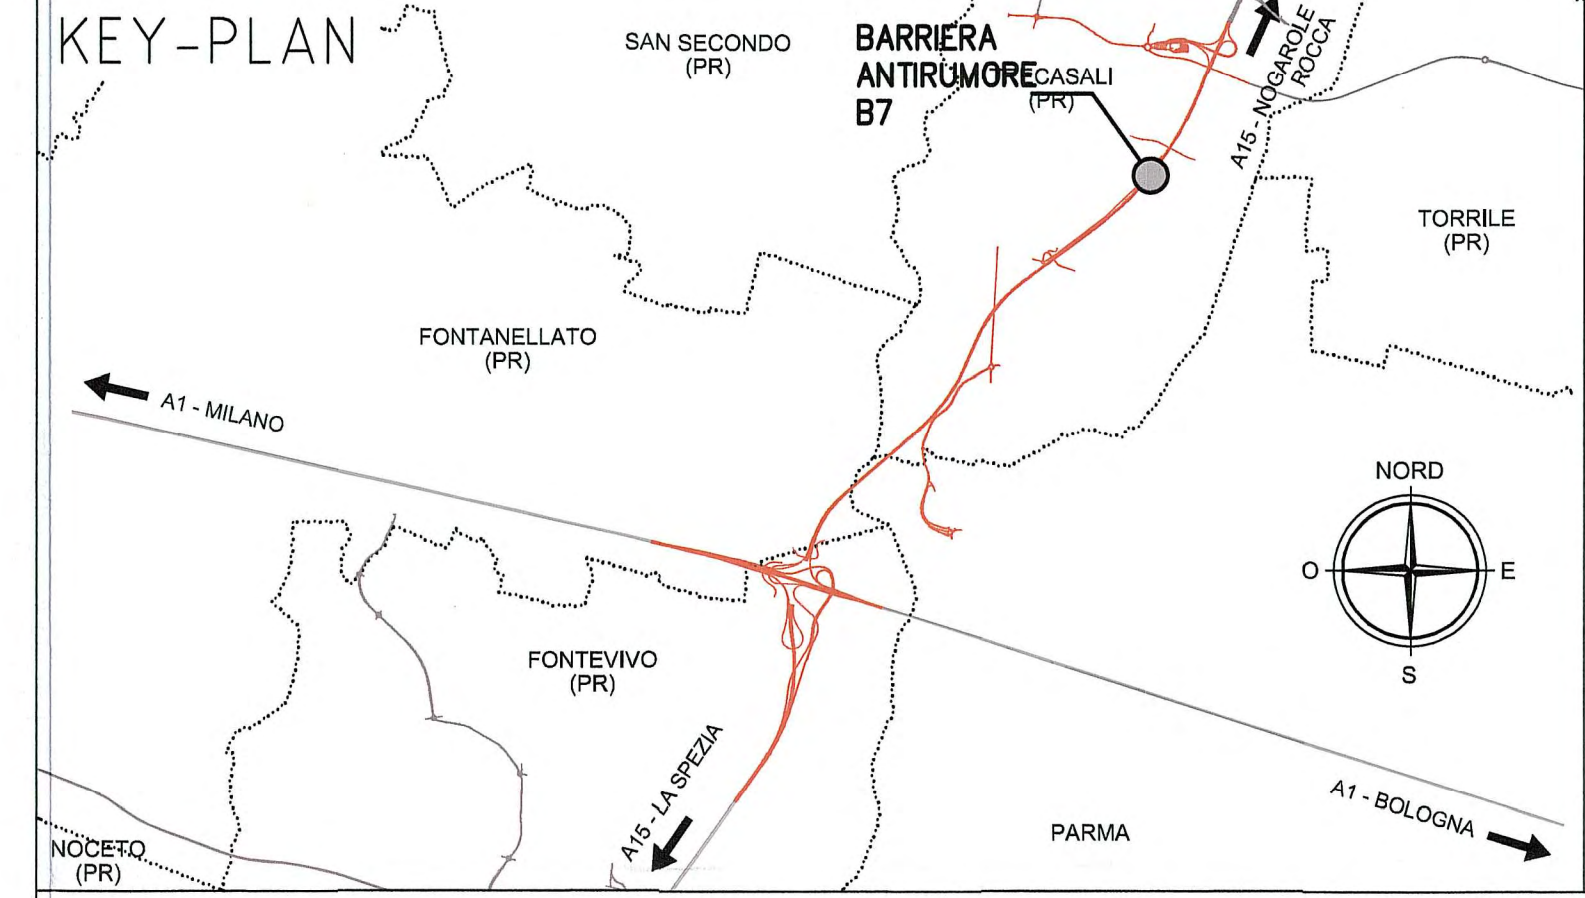 KEY-PLAN
SAN SECONDO
(PR)
BARRIERA
ANTIRUMORE
B7
CASALI
(PR)
A15 - NOGAROLE
ROCCA
TORRILE
(PR)
FONTANELLATO
(PR)
A1 - MILANO
NORD
O
E
S
FONTEVIVO
(PR)
A15 - LA SPEZIA
A1 - BOLOGNA
PARMA
NOCETO
(PR)